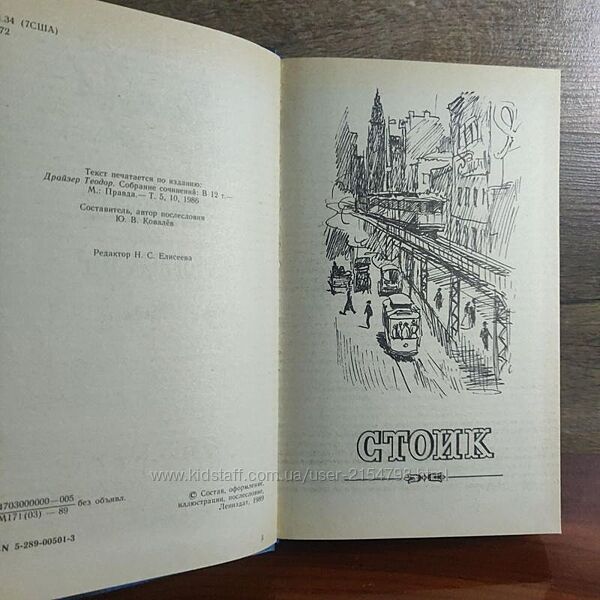 .34 (7США)
72
Текст печатается по изданию:
Драйзер Теодор. Собрание сочинений: В 12 т.—
М.: Правда.— Т. 5, 10, 1986
Составитель, автор послесловия
Ю. В. Ковалёв
Редактор Н. С. Елисеева
4703000000—005
М171(03) — 89
без объявл.
© Состав, оформление,
иллюстрации, послесловие,
Лениздат, 1989
N 5-289-00501-3
СТОИК
www.kidstaff.com.ua/user-2154798